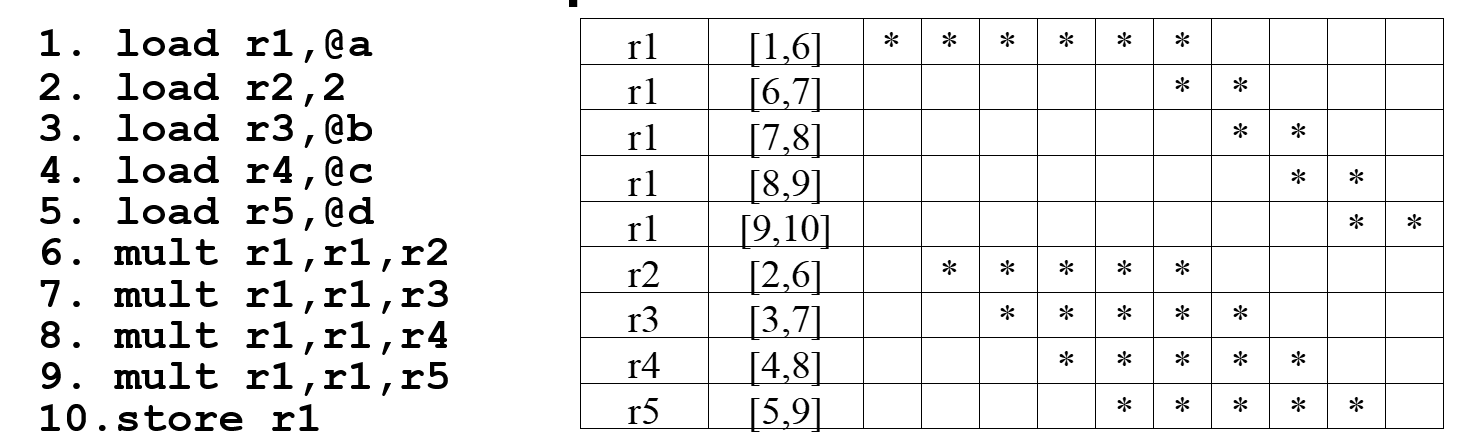 1. load r1,@a
2. load r2,2
3. load r3,@b
4. load r4,@c
5. load r5,@d
6. mult r1,r1,r2
7. mult r1,r1,r3
8. mult r1,r1,r4
9. mult r1,r1,r5
10.store r1
r1 [1,6] * * * * * *
r1 [6,7] * *
r1 [7,8] * *
r1 [8,9] * *
r1 [9,10] * *
r2 [2,6] * * * * *
r3 [3,7] * * * * *
r4 [4,8] * * * * *
r5 [5,9] * * * * *